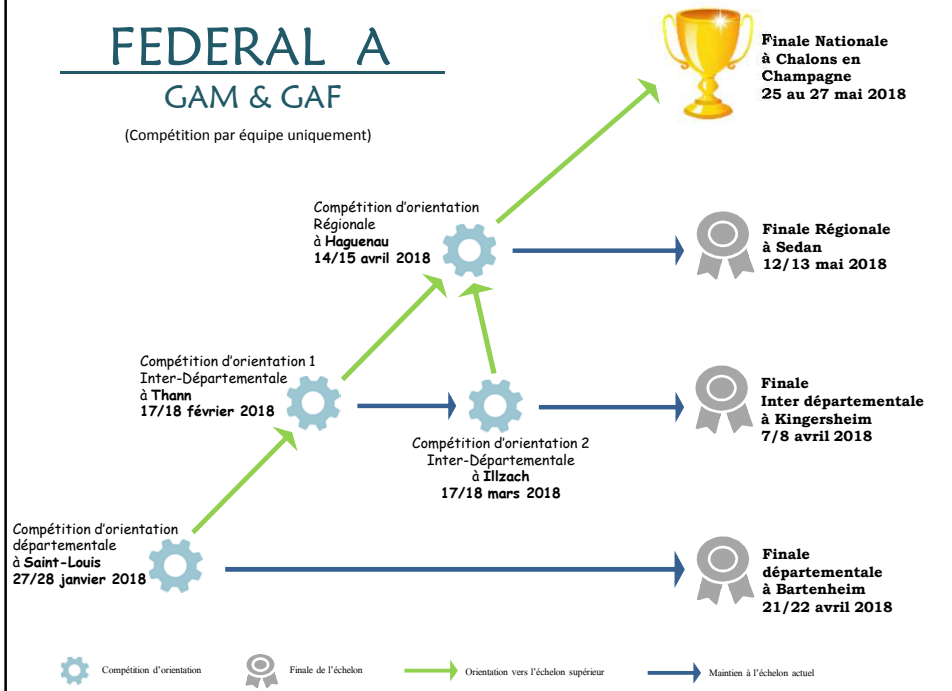 FEDERAL A
GAM & GAF
(Compétition par équipe uniquement)
Finale Nationale
à Chalons en
Champagne
25 au 27 mai 2018
Compétition d'orientation
Régionale
à Haguenau
14/15 avril 2018
Finale Régionale
à Sedan
12/13 mai 2018
Compétition d'orientation 1
Inter-Départementale
à Thann
17/18 février 2018
Compétition d'orientation 2
Inter-Départementale
à Illzach
17/18 mars 2018
Finale
Inter départementale
à Kingersheim
7/8 avril 2018
Compétition d'orientation
départementale
à Saint-Louis
27/28 janvier 2018
Finale
départementale
à Bartenheim
21/22 avril 2018
Compétition d'orientation
Finale de l'échelon
Orientation vers l'échelon supérieur
Maintien à l'échelon actuel